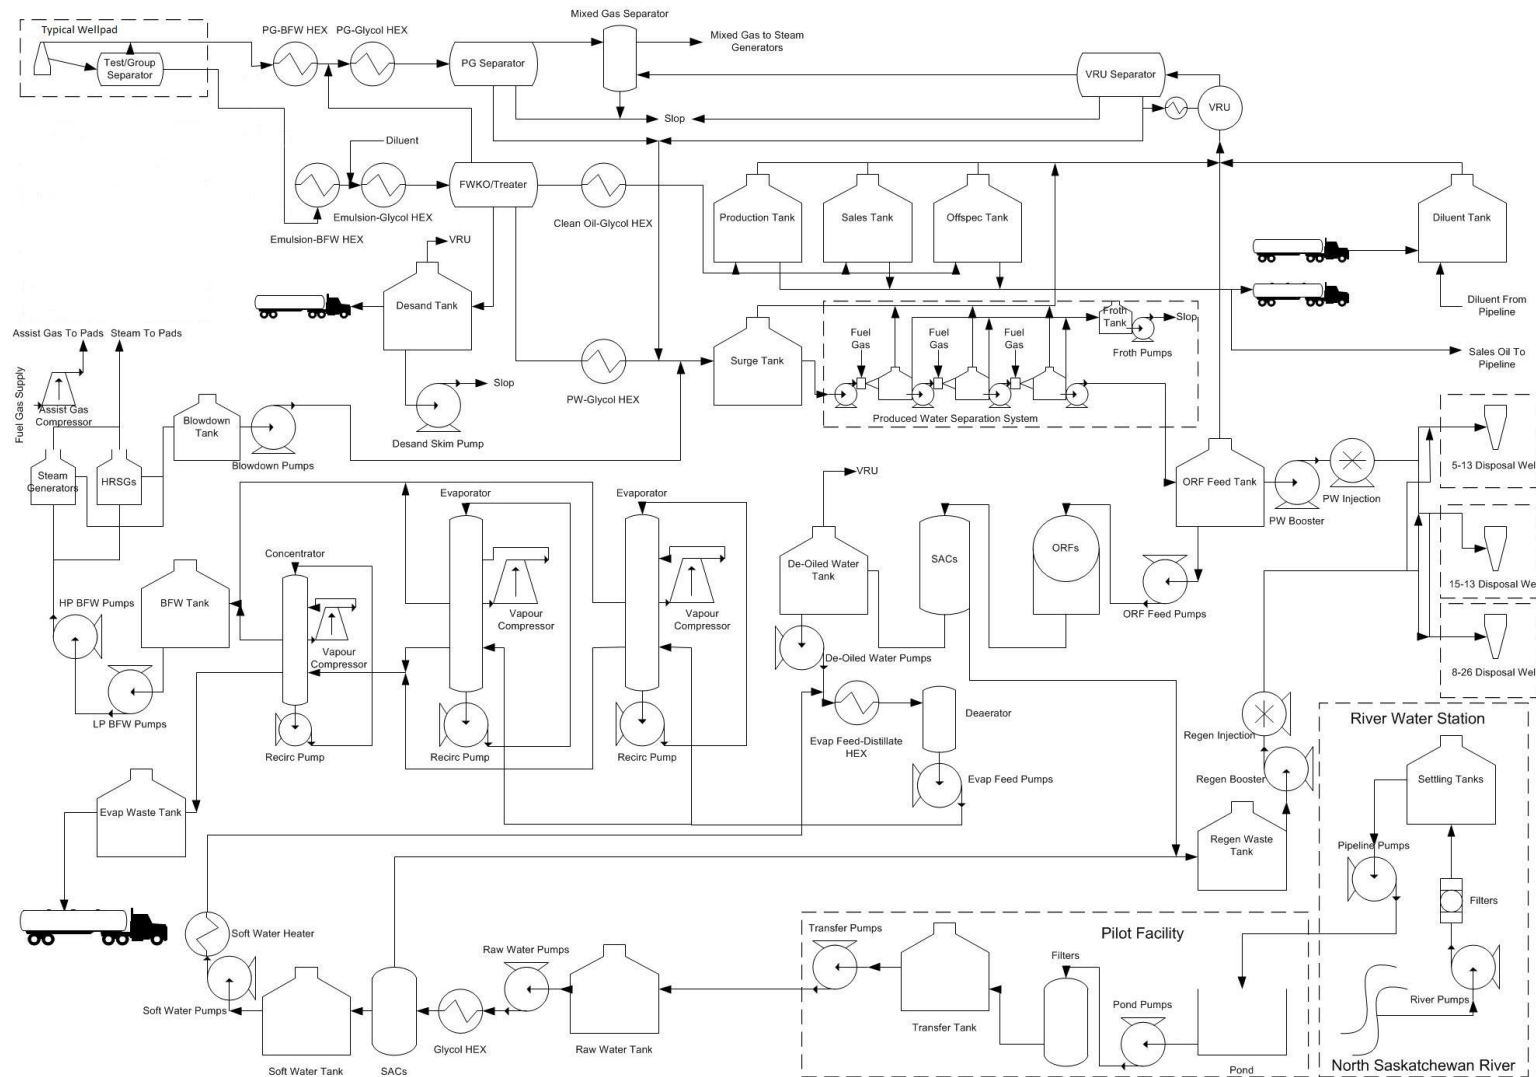 Typical Wellpad
Test/Group
Separator
PG-BFW HEX
PG-Glycol HEX
PG Separator
Mixed Gas Separator
Mixed Gas to Steam
Generators
Slop
VRU Separator
VRU
Diluent
FWKO/Treater
Emulsion-Glycol HEX
Emulsion-BFW HEX
Clean Oil-Glycol HEX
Production Tank
Sales Tank
Offspec Tank
Diluent Tank
VRU
Desand Tank
Diluent From
Pipeline
Froth
Tank
Slop
Froth Pumps
Fuel
Gas
Fuel
Gas
Fuel
Gas
Sales Oil To
Pipeline
Surge Tank
Produced Water Separation System
PW-Glycol HEX
Slop
Desand Skim Pump
Assist Gas To Pads
Steam To Pads
Fuel Gas Supply
Assist Gas
Compressor
Blowdown
Tank
Blowdown Pumps
Steam
Generators
HRSGs
5-13 Disposal Wel
ORF Feed Tank
PW Booster
PW Injection
VRU
Evaporator
Evaporator
Concentrator
Vapour
Compressor
Vapour
Compressor
Vapour
Compressor
De-Oiled Water
Tank
SACs
ORFs
ORF Feed Pumps
15-13 Disposal We
HP BFW Pumps
BFW Tank
LP BFW Pumps
De-Oiled Water Pumps
8-26 Disposal Wel
Recirc Pump
Recirc Pump
Recirc Pump
Evap Feed-Distillate
HEX
Deaerator
Evap Feed Pumps
Regen Injection
Regen Booster
River Water Station
Settling Tanks
Evap Waste Tank
Regen Waste
Tank
Pipeline Pumps
Filters
Soft Water Heater
Raw Water Pumps
Transfer Pumps
Pilot Facility
Filters
Pond Pumps
River Pumps
Soft Water Pumps
Transfer Tank
Glycol HEX
Raw Water Tank
Soft Water Tank
SACs
Pond
North Saskatchewan River